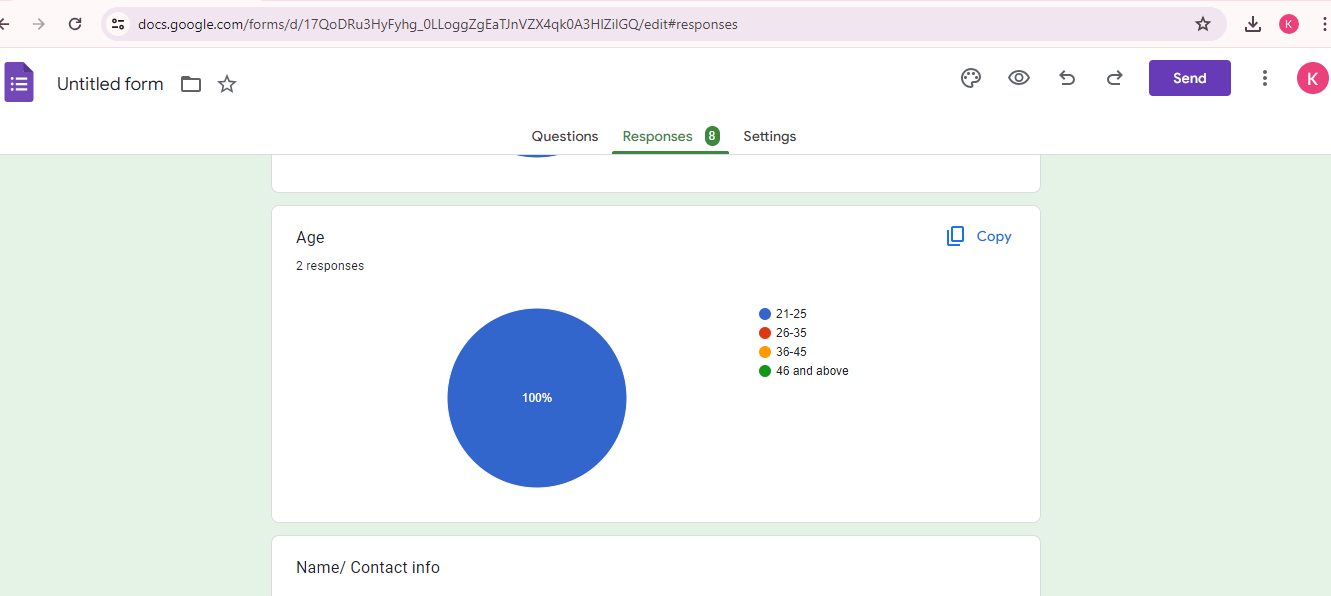 docs.google.com/forms/d/17QoDRu3HyFyhg_0LLoggZgEaTJnVZX4qk0A3HIZiIGQ/edit#responses
K
Untitled form
Send
K
Questions
Responses 8
Settings
Age
Copy
2 responses
100%
21-25
26-35
36-45
46 and above
Name/ Contact info